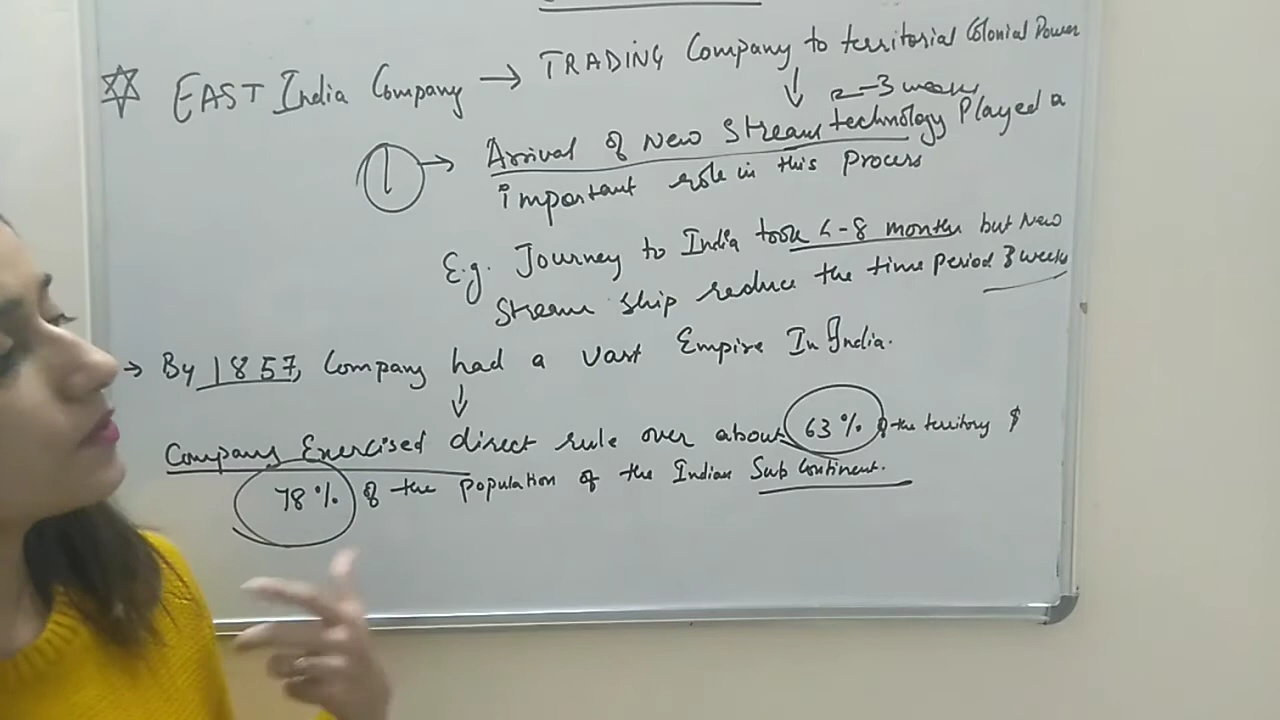 EAST India Company → TRADING Company to territorial Colonial Power
↓ 2-3 weeks
1 → Arrival of New Stream technology Played a
important role in this Process
E.g. Journey to India took 6-8 month but New
Stream ship reduce the time period 3 weeks
→ By 1857, Company had a vast Empire In India.
↓
Company Exercised direct rule over about 63% of the territory &
78% of the population of the Indian Sub Continent.